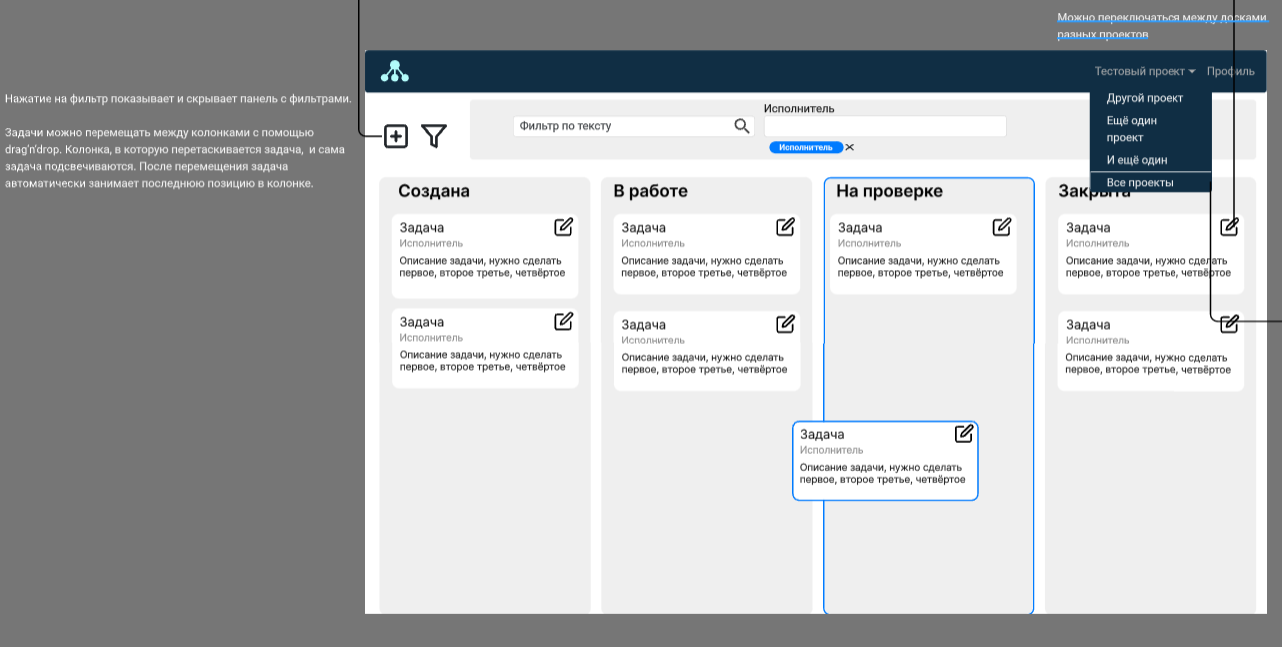 Можно переключаться между досками
разных проектов
Нажатие на фильтр показывает и скрывает панель с фильтрами.
Задачи можно перемещать между колонками с помощью
drag'n'drop. Колонка, в которую перетаскивается задача, и сама
задача подсвечиваются. После перемещения задача
автоматически занимает последнюю позицию в колонке.
Тестовый проект
Профиль
Другой проект
Ещё один
проект
И ещё один
Все проекты
Фильтр по тексту
Исполнитель
Исполнитель
Создана
Задача
Исполнитель
Описание задачи, нужно сделать
первое, второе третье, четвёртое
Задача
Исполнитель
Описание задачи, нужно сделать
первое, второе третье, четвёртое
В работе
Задача
Исполнитель
Описание задачи, нужно сделать
первое, второе третье, четвёртое
Задача
Исполнитель
Описание задачи, нужно сделать
первое, второе третье, четвёртое
На проверке
Задача
Исполнитель
Описание задачи, нужно сделать
первое, второе третье, четвёртое
Задача
Исполнитель
Описание задачи, нужно сделать
первое, второе третье, четвёртое
Закрыта
Задача
Исполнитель
Описание задачи, нужно сделать
первое, второе третье, четвёртое
Задача
Исполнитель
Описание задачи, нужно сделать
первое, второе третье, четвёртое